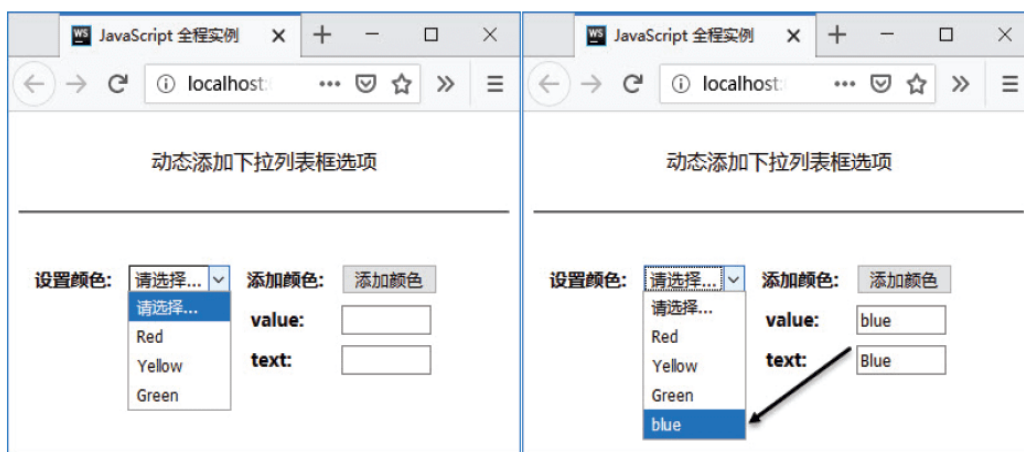 WS JavaScript 全程实例
localhost:
动态添加下拉列表框选项
设置颜色: 请选择... 添加颜色: 添加颜色
请选择...
value:
Red
Yellow
text:
Green
WS JavaScript 全程实例
localhost:
动态添加下拉列表框选项
设置颜色: 请选择... 添加颜色: 添加颜色
请选择...
value: blue
Red
Yellow
text: Blue
Green
blue